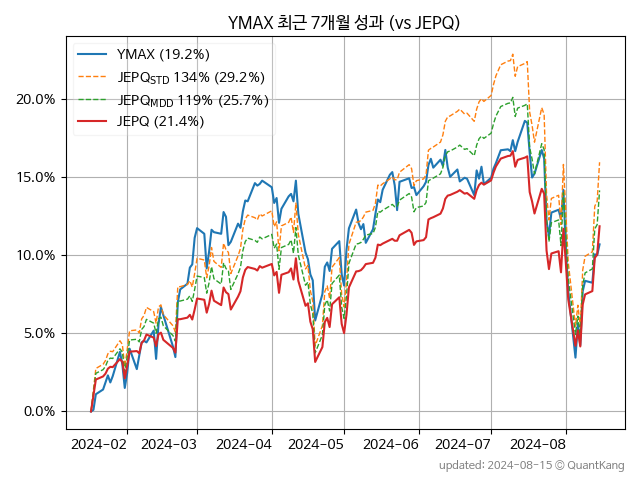 YMAX 최근 7개월 성과 (vs JEPQ)
YMAX (19.2%)
JEPQSTD 134% (29.2%)
JEPQMDD 119% (25.7%)
JEPQ (21.4%)
20.0%
15.0%
10.0%
5.0%
0.0%
2024-02 2024-03 2024-04 2024-05 2024-06 2024-07 2024-08
updated: 2024-08-15 © QuantKang